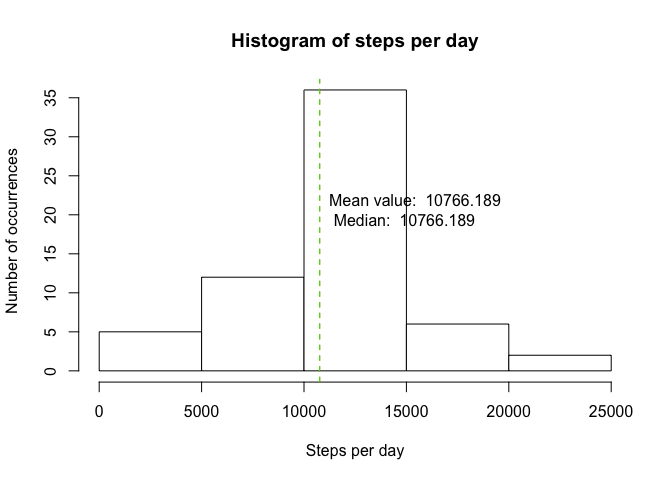 Histogram of steps per day
Number of occurrences
35
30
25
20
15
10
5
0
Mean value:  10766.189
Median:  10766.189
0 5000 10000 15000 20000 25000
Steps per day